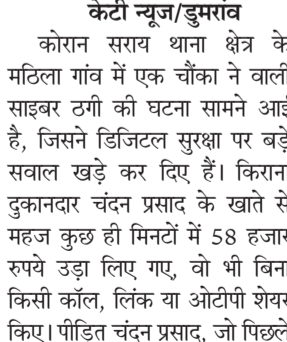 केटी न्यूज/डुमरांव
कोरान सराय थाना क्षेत्र के
मठिला गांव में एक चौंका ने वाली
साइबर ठगी की घटना सामने आई
है, जिसने डिजिटल सुरक्षा पर बड़े
सवाल खड़े कर दिए हैं। किराना
दुकानदार चंदन प्रसाद के खाते से
महज कुछ ही मिनटों में 58 हजार
रुपये उड़ा लिए गए, वो भी बिना
किसी कॉल, लिंक या ओटीपी शेयर
किए। पीड़ित चंदन प्रसाद, जो पिछले